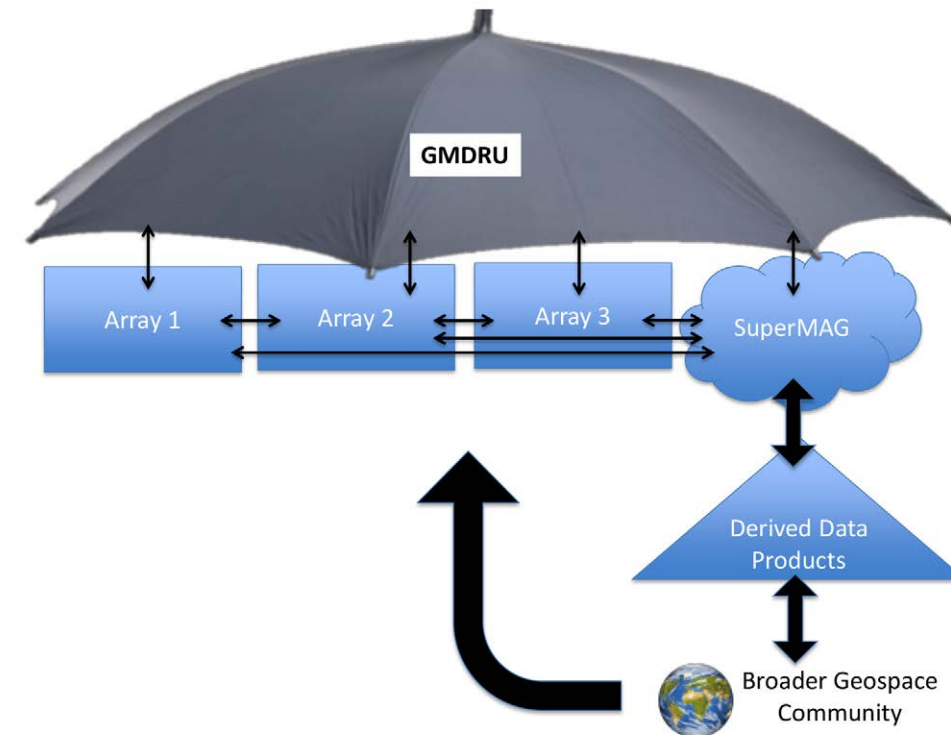 GMDRU
Array 1
Array 2
Array 3
SuperMAG
Derived Data
Products
Broader Geospace
Community